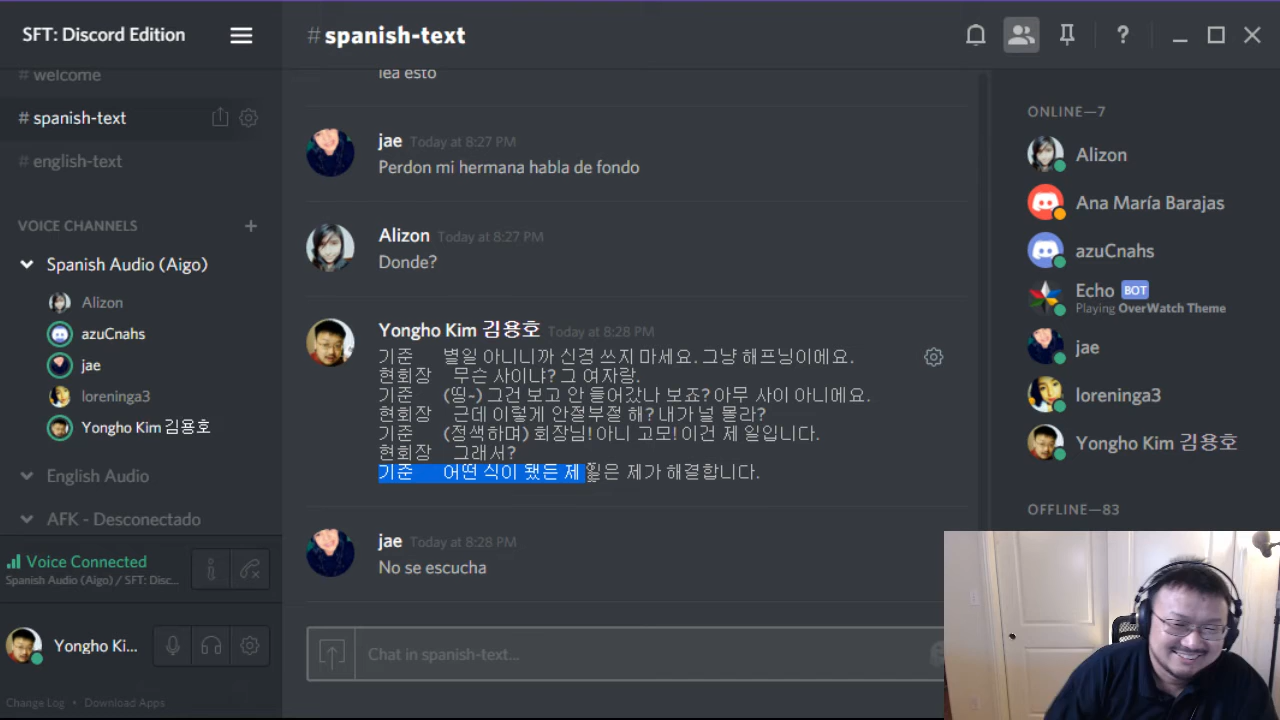 SFT: Discord Edition
# welcome
# spanish-text
# english-text
VOICE CHANNELS
Spanish Audio (Aigo)
Alizon
azuCnahs
jae
loreninga3
Yongho Kim 김용호
English Audio
AFK - Desconectado
Voice Connected
Spanish Audio (Aigo) / SFT: Disc...
Yongho Ki...
Change Log • Download Apps
#spanish-text
lea esto
jae Today at 8:27 PM
Perdon mi hermana habla de fondo
Alizon Today at 8:27 PM
Donde?
Yongho Kim 김용호 Today at 8:28 PM
기준 별일 아니니까 신경 쓰지 마세요. 그냥 해프닝이에요.
현회장 무슨 사이냐? 그 여자랑.
기준 (띵~) 그건 보고 안 들어갔나 보죠? 아무 사이 아니에요.
현회장 근데 이렇게 안절부절 해? 내가 널 몰라?
기준 (정색하며) 회장님! 아니 고모! 이건 제 일입니다.
현회장 그래서?
기준 어떤 식이 됐든 제 일은 제가 해결합니다.
jae Today at 8:28 PM
No se escucha
Chat in spanish-text...
ONLINE—7
Alizon
Ana María Barajas
azuCnahs
Echo BOT
Playing OverWatch Theme
jae
loreninga3
Yongho Kim 김용호
OFFLINE—83